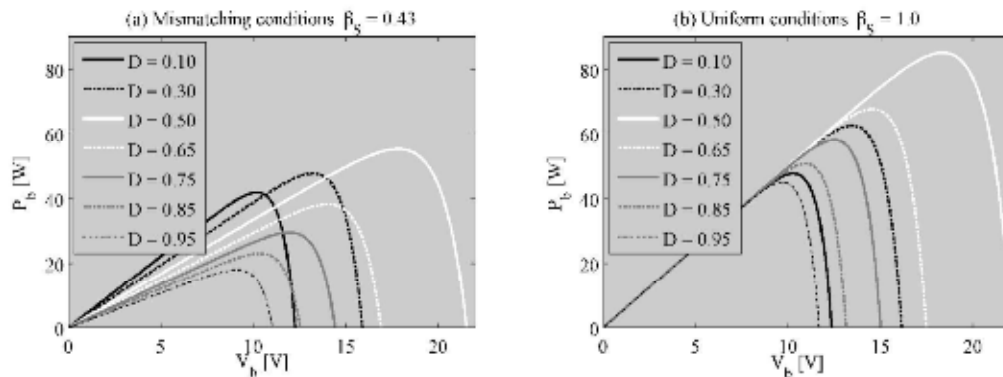 (a) Mismatching conditions β_S = 0.43
P_b [W]
80
60
40
20
0
D = 0.10
D = 0.30
D = 0.50
D = 0.65
D = 0.75
D = 0.85
D = 0.95
0 5 10 15 20
V_b [V]
(b) Uniform conditions β_S = 1.0
P_b [W]
80
60
40
20
0
D = 0.10
D = 0.30
D = 0.50
D = 0.65
D = 0.75
D = 0.85
D = 0.95
0 5 10 15 20
V_b [V]